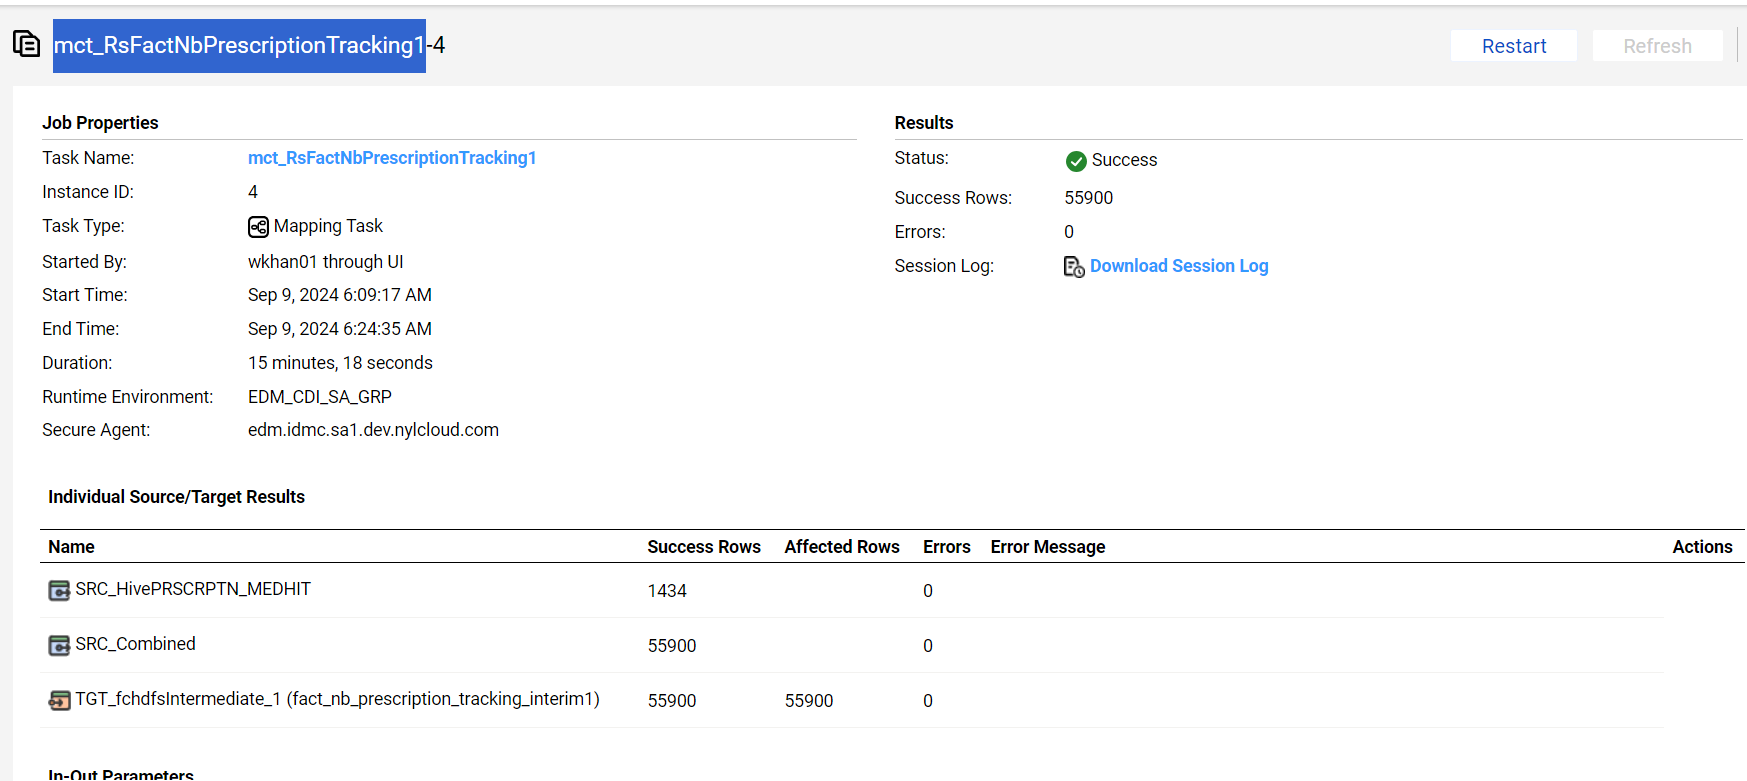 mct_RsFactNbPrescriptionTracking1-4
Restart
Refresh
Job Properties
Task Name: mct_RsFactNbPrescriptionTracking1
Instance ID: 4
Task Type: Mapping Task
Started By: wkhan01 through UI
Start Time: Sep 9, 2024 6:09:17 AM
End Time: Sep 9, 2024 6:24:35 AM
Duration: 15 minutes, 18 seconds
Runtime Environment: EDM_CDI_SA_GRP
Secure Agent: edm.idmc.sa1.dev.nylcloud.com
Results
Status: Success
Success Rows: 55900
Errors: 0
Session Log: Download Session Log
Individual Source/Target Results
Name Success Rows Affected Rows Errors Error Message Actions
SRC_HivePRSCRPTN_MEDHIT 1434 0
SRC_Combined 55900 0
TGT_fchdfsIntermediate_1 (fact_nb_prescription_tracking_interim1) 55900 55900 0
In-Out Parameters